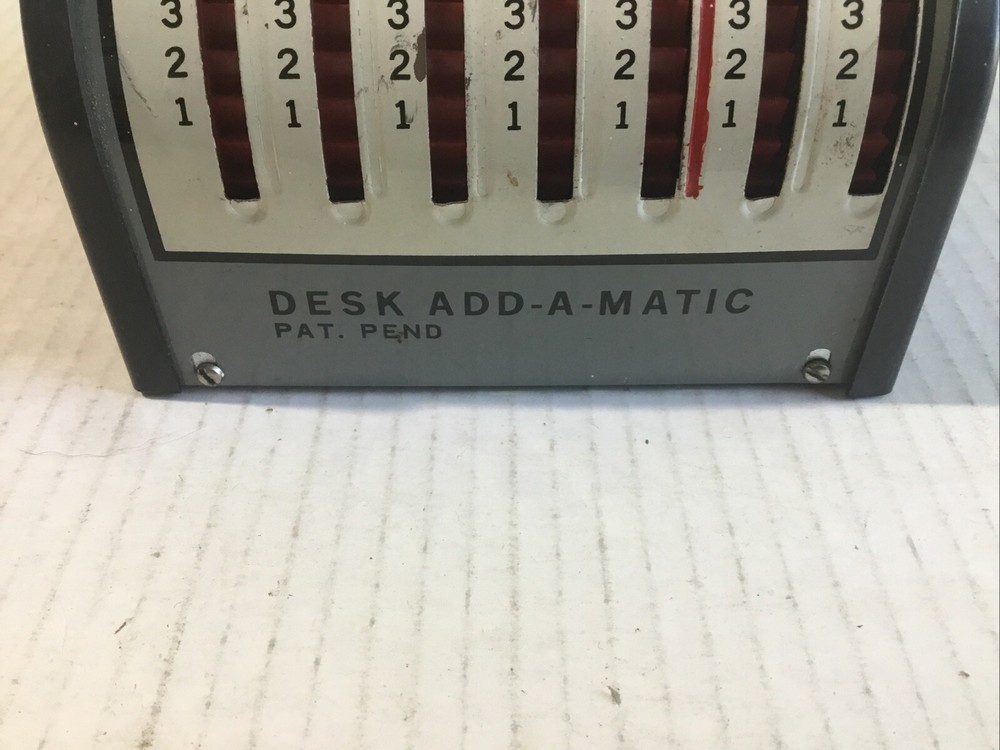 3 3 3 3 3 3 3
2 2 2 2 2 2 2
1 1 1 1 1 1 1
DESK ADD-A-MATIC
PAT. PEND